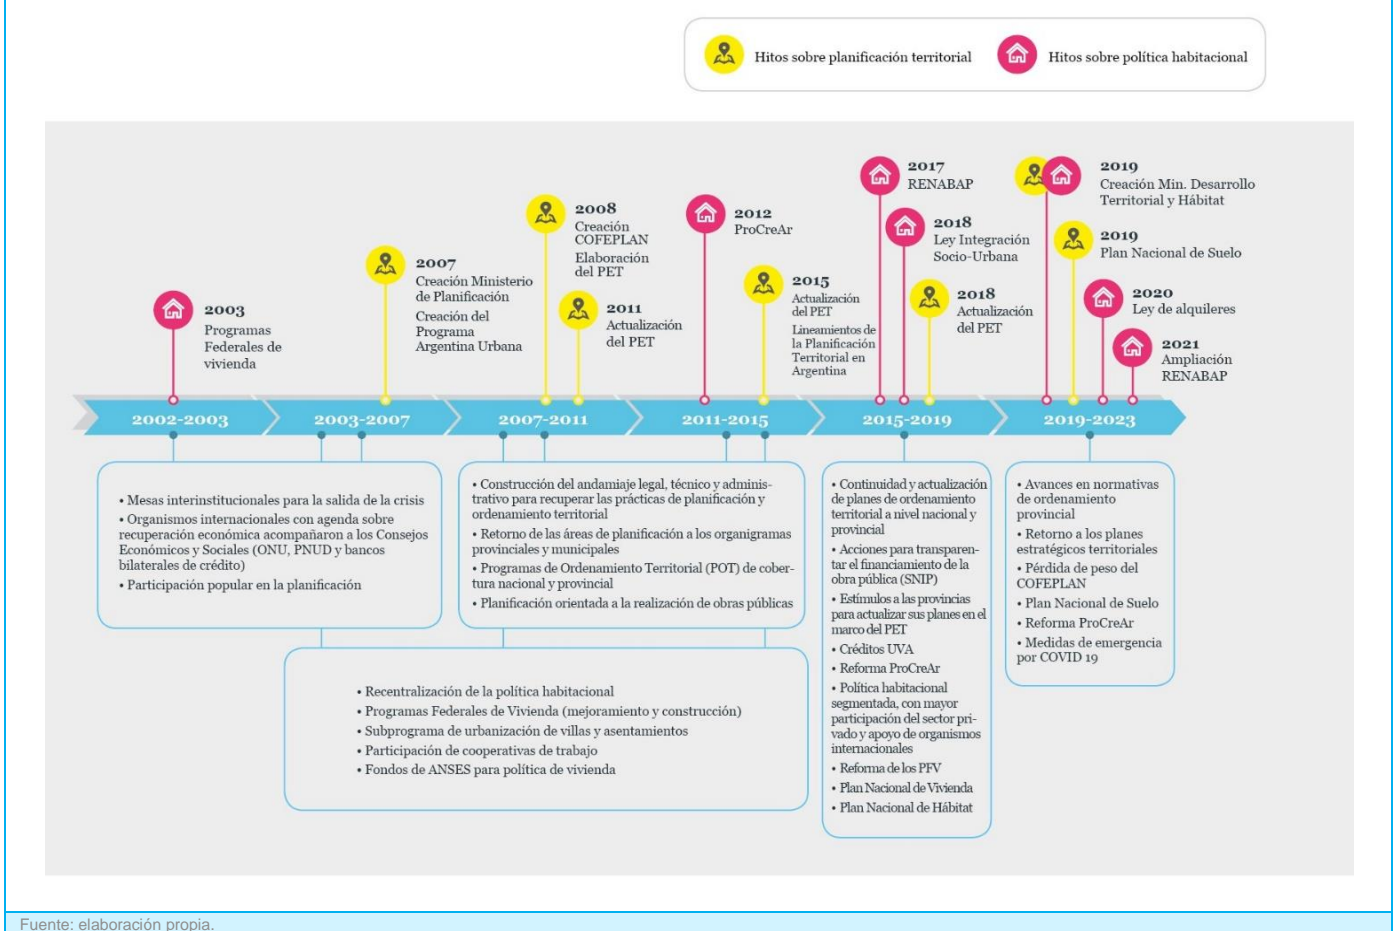 Hitos sobre planificación territorial
Hitos sobre política habitacional
2003
Programas
Federales de
vivienda
2007
Creación Ministerio
de Planificación
Creación del
Programa
Argentina Urbana
2008
Creación
COFEPLAN
Elaboración
del PET
2011
Actualización
del PET
2012
ProCreAr
2015
Actualización
del PET
Lineamientos de
la Planificación
Territorial en
Argentina
2017
RENABAP
2018
Ley Integración
Socio-Urbana
2018
Actualización
del PET
2019
Creación Min. Desarrollo
Territorial y Hábitat
2019
Plan Nacional de Suelo
2020
Ley de alquileres
2021
Ampliación
RENABAP
2002-2003
2003-2007
2007-2011
2011-2015
2015-2019
2019-2023
• Mesas interinstitucionales para la salida de la crisis
• Organismos internacionales con agenda sobre
recuperación económica acompañaron a los Consejos
Económicos y Sociales (ONU, PNUD y bancos
bilaterales de crédito)
• Participación popular en la planificación
• Construcción del andamiaje legal, técnico y adminis-
trativo para recuperar las prácticas de planificación y
ordenamiento territorial
• Retorno de las áreas de planificación a los organigramas
provinciales y municipales
• Programas de Ordenamiento Territorial (POT) de cober-
tura nacional y provincial
• Planificación orientada a la realización de obras públicas
• Recentralización de la política habitacional
• Programas Federales de Vivienda (mejoramiento y construcción)
• Subprograma de urbanización de villas y asentamientos
• Participación de cooperativas de trabajo
• Fondos de ANSES para política de vivienda
• Continuidad y actualización
de planes de ordenamiento
territorial a nivel nacional y
provincial
• Acciones para transparen-
tar el financiamiento de la
obra pública (SNIP)
• Estímulos a las provincias
para actualizar sus planes en el
marco del PET
• Créditos UVA
• Reforma ProCreAr
• Política habitacional
segmentada, con mayor
participación del sector pri-
vado y apoyo de organismos
internacionales
• Reforma de los PFV
• Plan Nacional de Vivienda
• Plan Nacional de Hábitat
• Avances en normativas
de ordenamiento
provincial
• Retorno a los planes
estratégicos territoriales
• Pérdida de peso del
COFEPLAN
• Plan Nacional de Suelo
• Reforma ProCreAr
• Medidas de emergencia
por COVID 19
Fuente: elaboración propia.